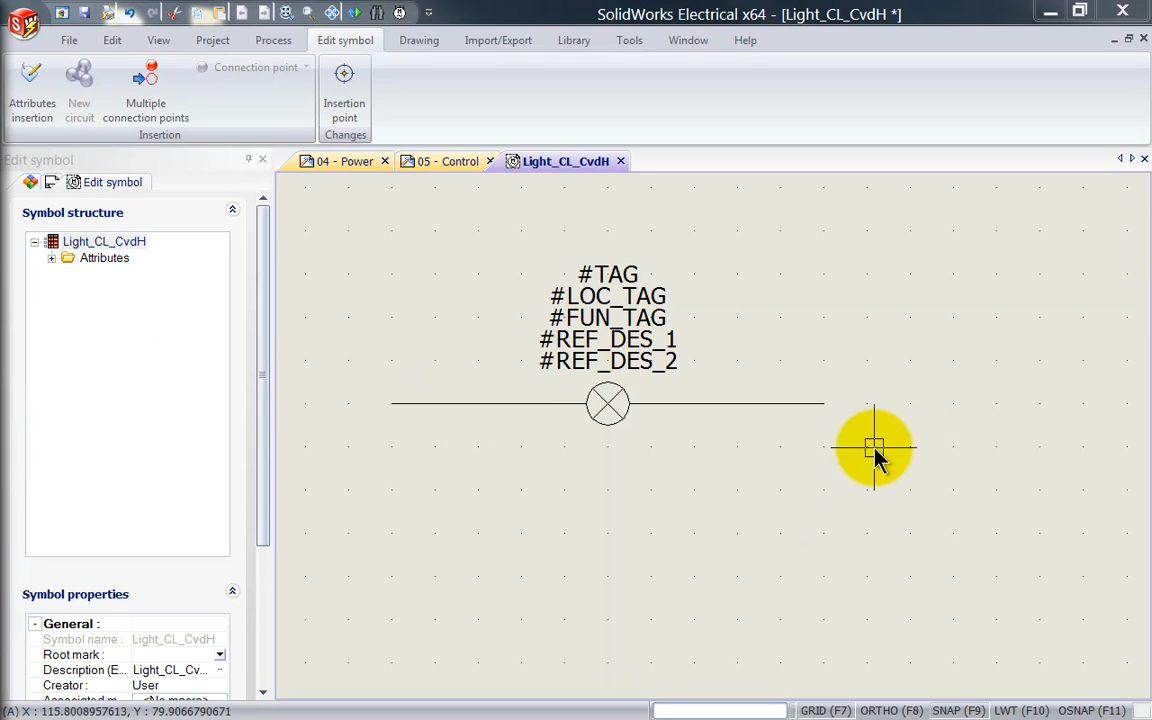 SolidWorks Electrical x64 - [Light_CL_CvdH *]
File Edit View Project Process Edit symbol Drawing Import/Export Library Tools Window Help
Attributes insertion
New circuit
Multiple connection points
Connection point
Insertion point
Insertion
Changes
Edit symbol
04 - Power
05 - Control
Light_CL_CvdH
Edit symbol
Symbol structure
Light_CL_CvdH
Attributes
#TAG
#LOC_TAG
#FUN_TAG
#REF_DES_1
#REF_DES_2
Symbol properties
General :
Symbol name : Light_CL_CvdH
Root mark :
Description (E... Light_CL_Cv...
Creator : User
Associated m... <No macro>
(A) X : 115.8008957613, Y : 79.9066790671
GRID (F7) ORTHO (F8) SNAP (F9) LWT (F10) OSNAP (F11)